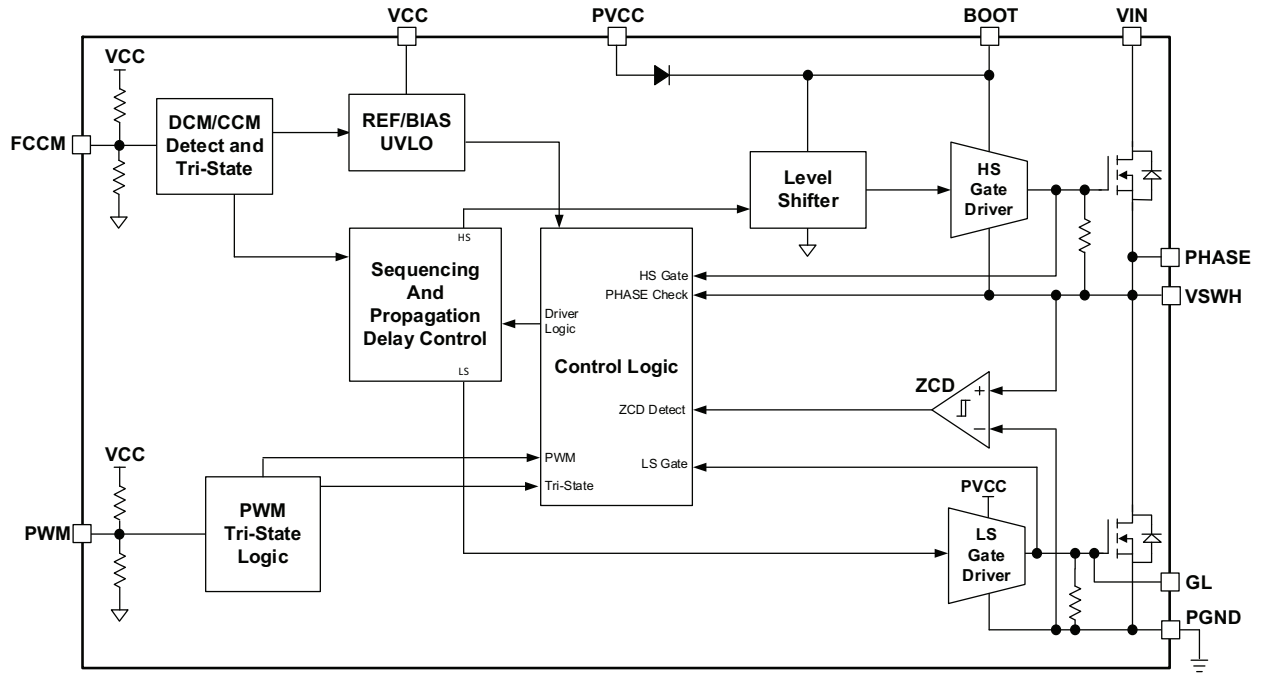 VCC
PVCC
BOOT
VIN
VCC
FCCM
DCM/CCM
Detect and
Tri-State
REF/BIAS
UVLO
Level
Shifter
HS
Gate
Driver
HS
Sequencing
And
Propagation
Delay Control
LS
HS Gate
PHASE Check
Driver
Logic
Control Logic
ZCD Detect
LS Gate
PWM
Tri-State
PHASE
VSWH
ZCD
+
−
VCC
PWM
PWM
Tri-State
Logic
PVCC
LS
Gate
Driver
GL
PGND